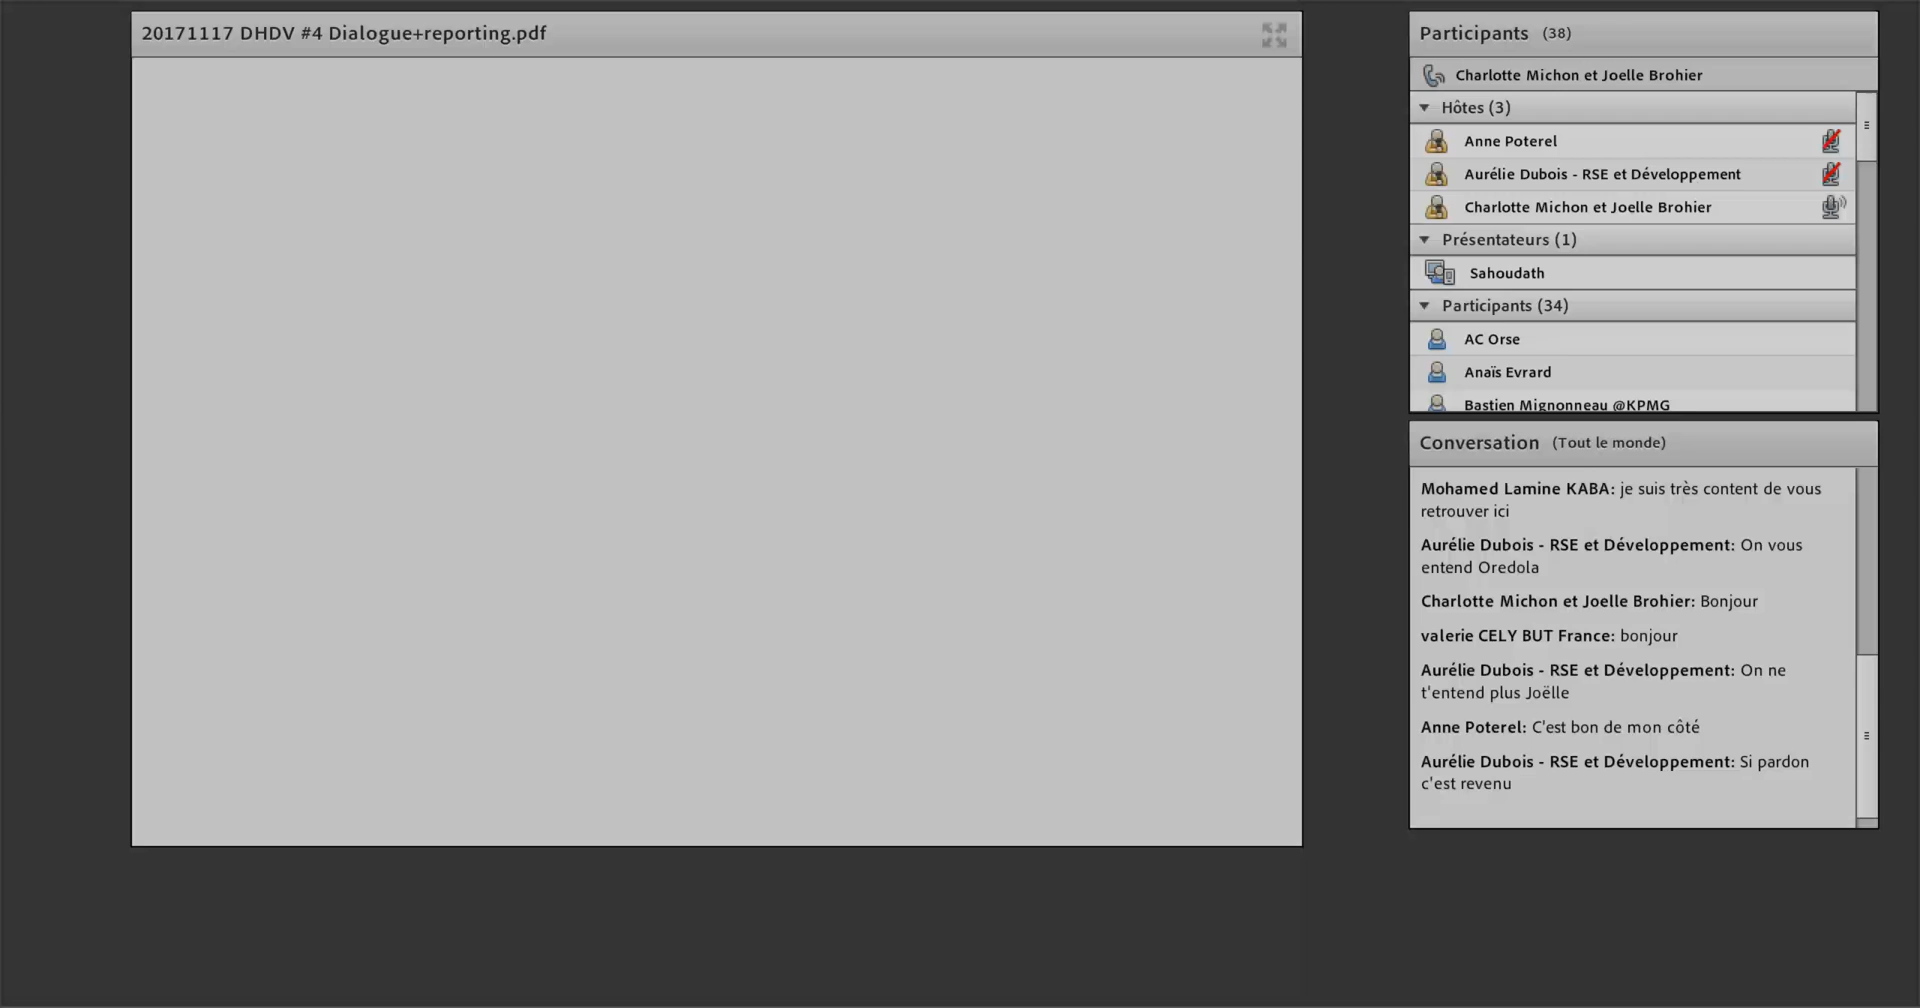 20171117 DHDV #4 Dialogue+reporting.pdf
Participants (38)
Charlotte Michon et Joelle Brohier
Hôtes (3)
Anne Poterel
Aurélie Dubois - RSE et Développement
Charlotte Michon et Joelle Brohier
Présentateurs (1)
Sahoudath
Participants (34)
AC Orse
Anaïs Evrard
Bastien Mignonneau @KPMG
Conversation (Tout le monde)
Mohamed Lamine KABA: je suis très content de vous
retrouver ici
Aurélie Dubois - RSE et Développement: On vous
entend Oredola
Charlotte Michon et Joelle Brohier: Bonjour
valerie CELY BUT France: bonjour
Aurélie Dubois - RSE et Développement: On ne
t'entend plus Joëlle
Anne Poterel: C'est bon de mon côté
Aurélie Dubois - RSE et Développement: Si pardon
c'est revenu